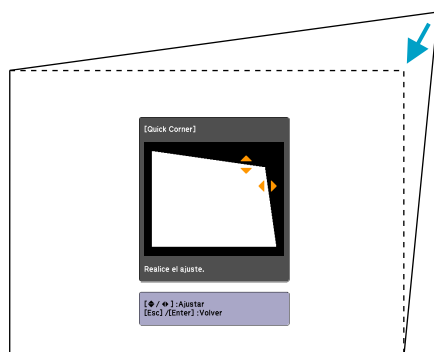 [Quick Corner]
Realice el ajuste.
[ / ] :Ajustar
[Esc] /[Enter] :Volver